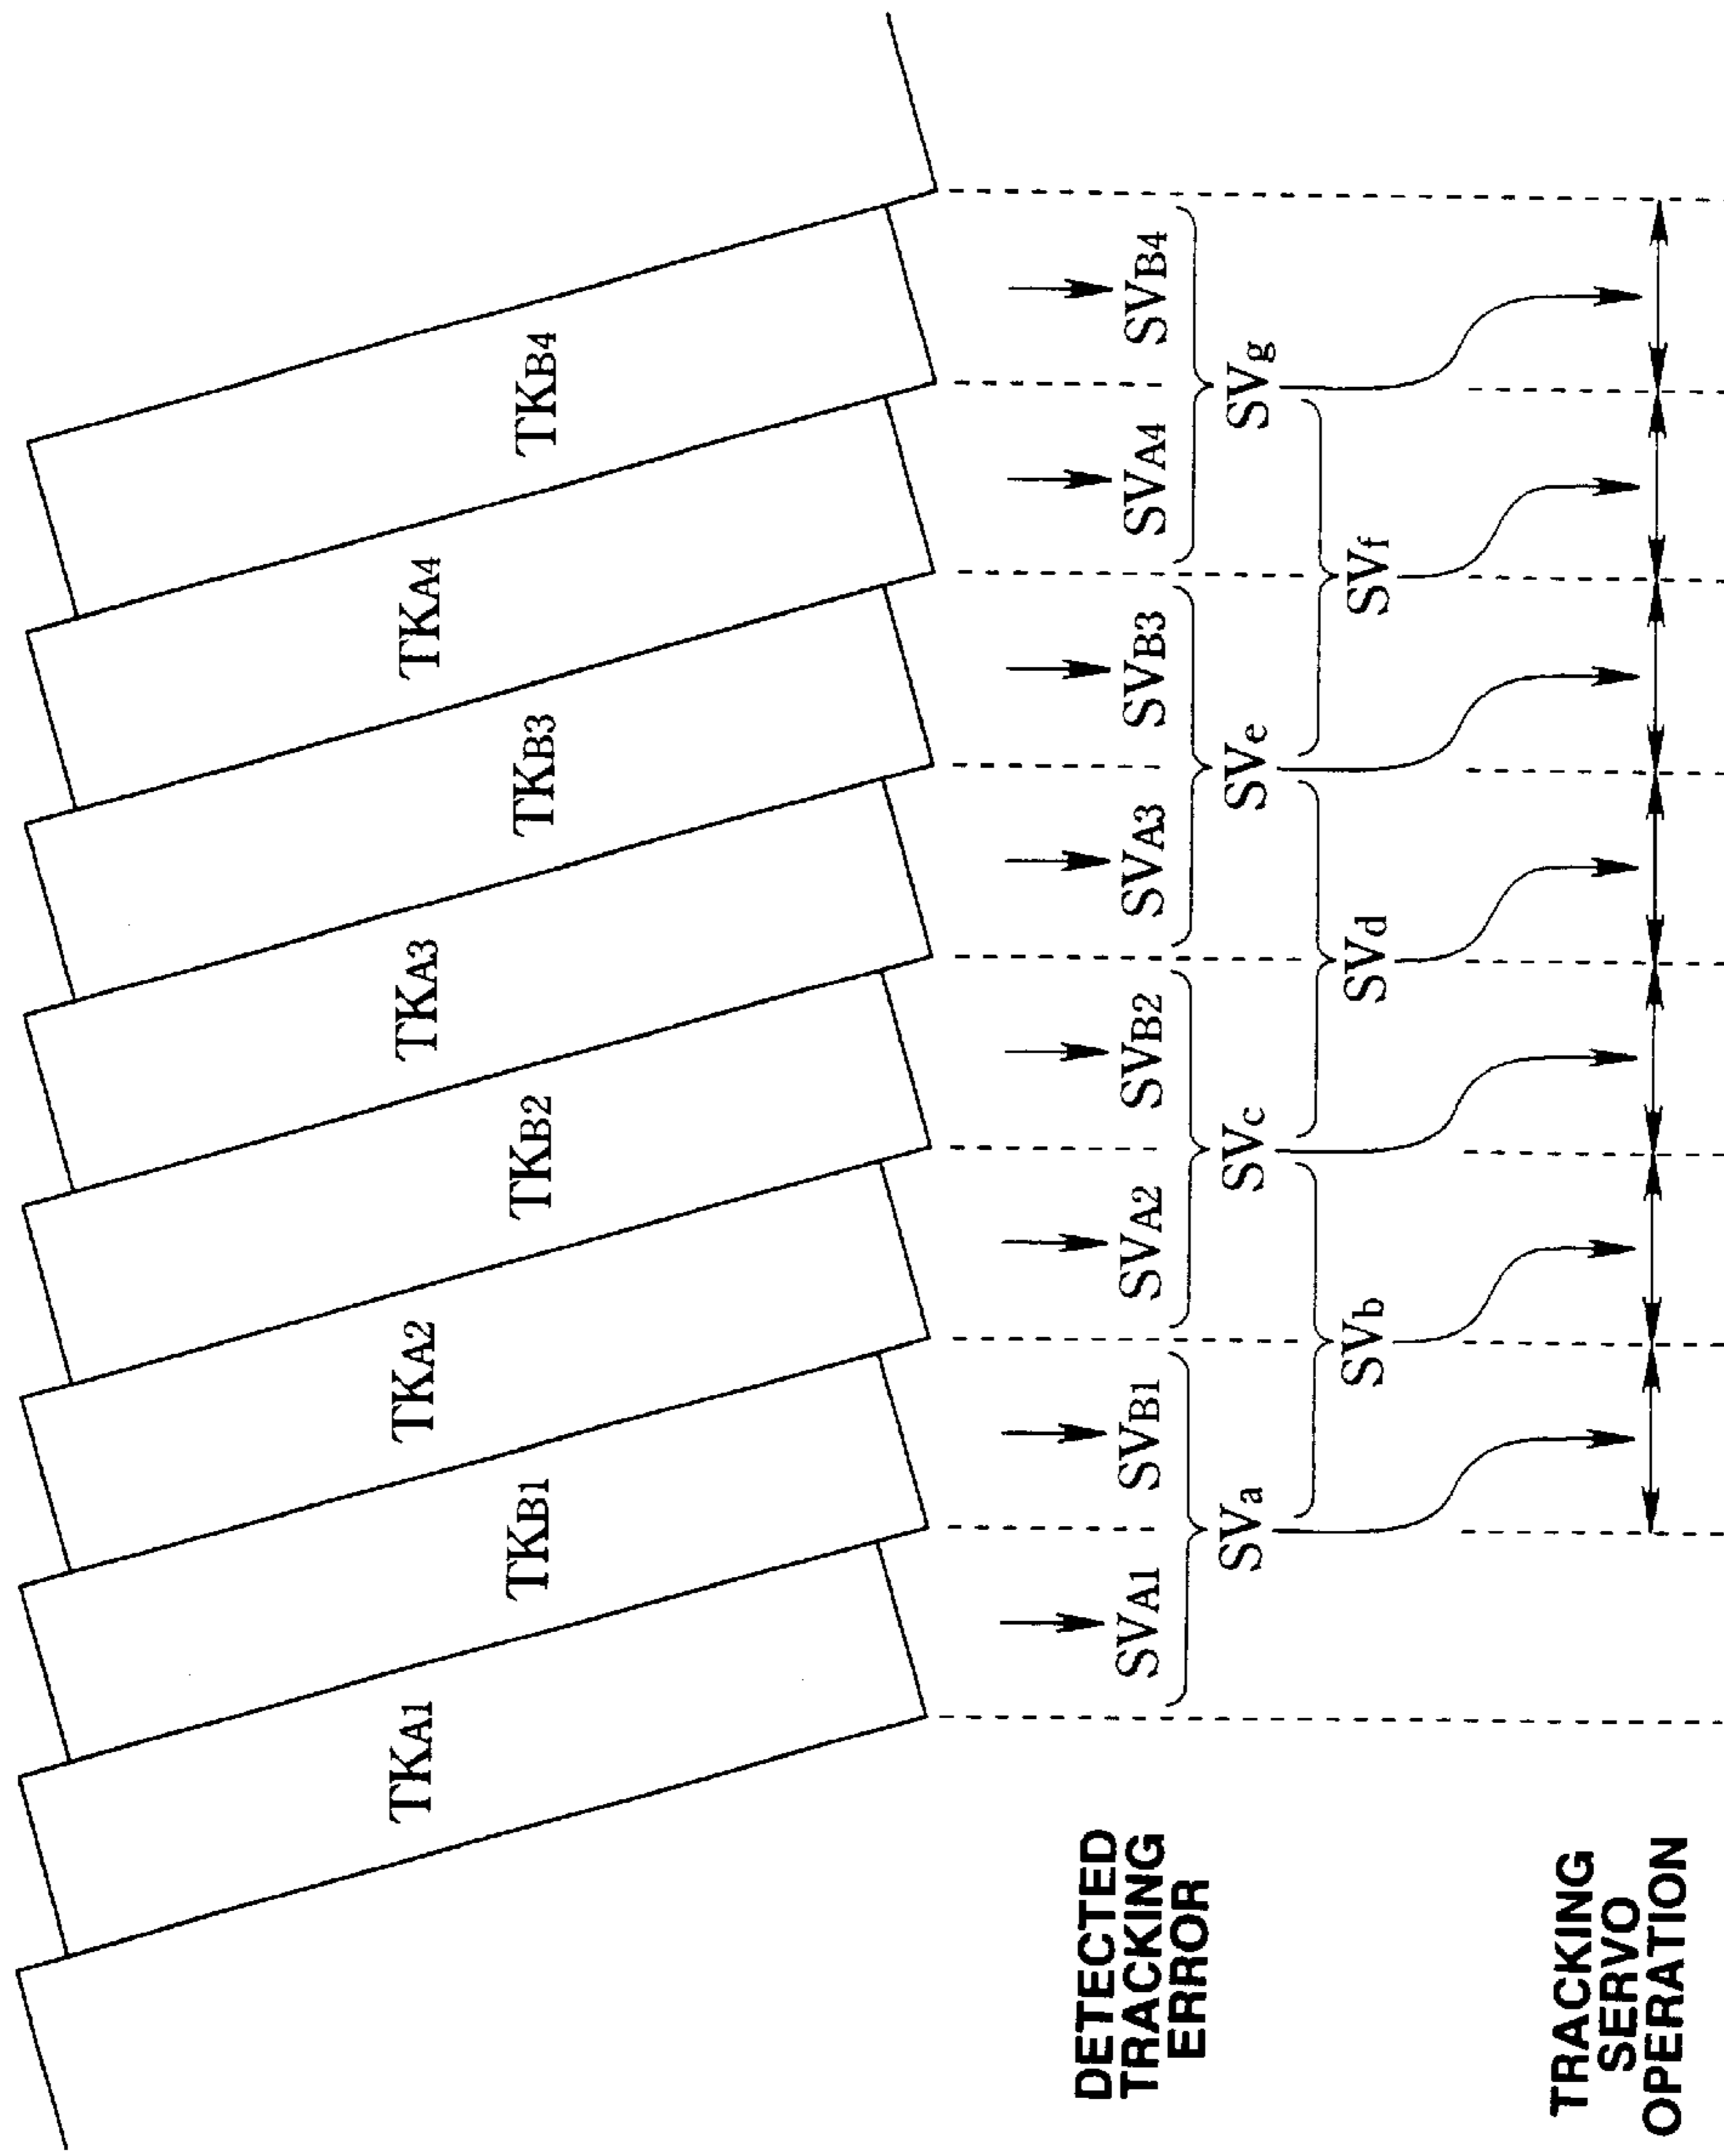 TKA1
TKB1
TKA2
TKB2
TKA3
TKB3
TKA4
TKB4
DETECTED
TRACKING
ERROR
SVA1
SVB1
SVA2
SVB2
SVA3
SVB3
SVA4
SVB4
SVa
SVb
SVc
SVd
SVe
SVf
SVg
TRACKING
SERVO
OPERATION